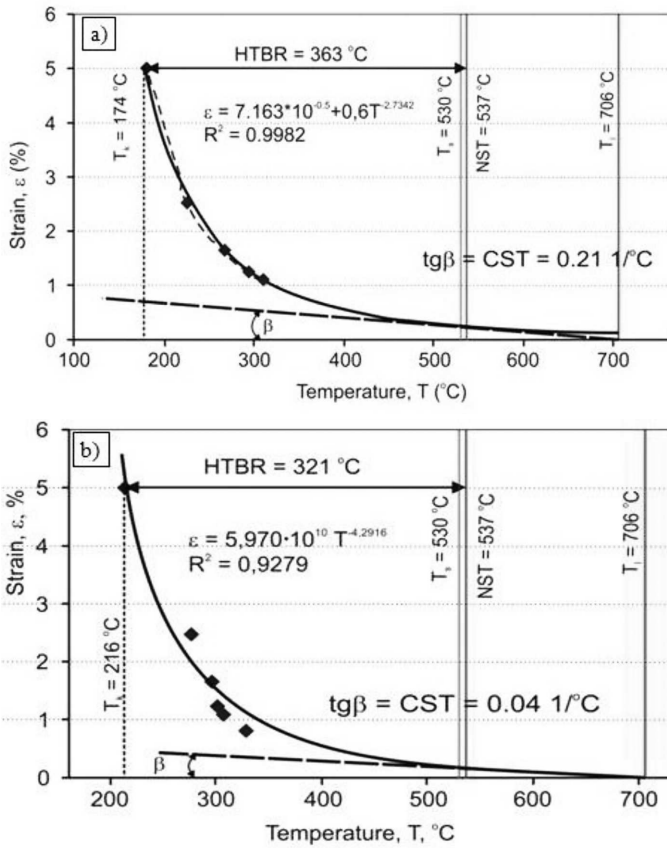 a)
6
5
4
3
2
1
0
Strain, ε (%)
HTBR = 363 °C
ε = 7.163*10^-0.5+0,6T^-2.7342
R² = 0.9982
T_k = 174 °C
T_s = 530 °C
NST = 537 °C
T_l = 706 °C
tgβ = CST = 0.21 1/°C
β
100 200 300 400 500 600 700
Temperature, T (°C)
b)
6
5
4
3
2
1
0
Strain, ε, %
HTBR = 321 °C
ε = 5,970·10^10 T^-4,2916
R² = 0,9279
= 216 °C
T_s = 530 °C
NST = 537 °C
T_l = 706 °C
tgβ = CST = 0.04 1/°C
β
200 300 400 500 600 700
Temperature, T, °C